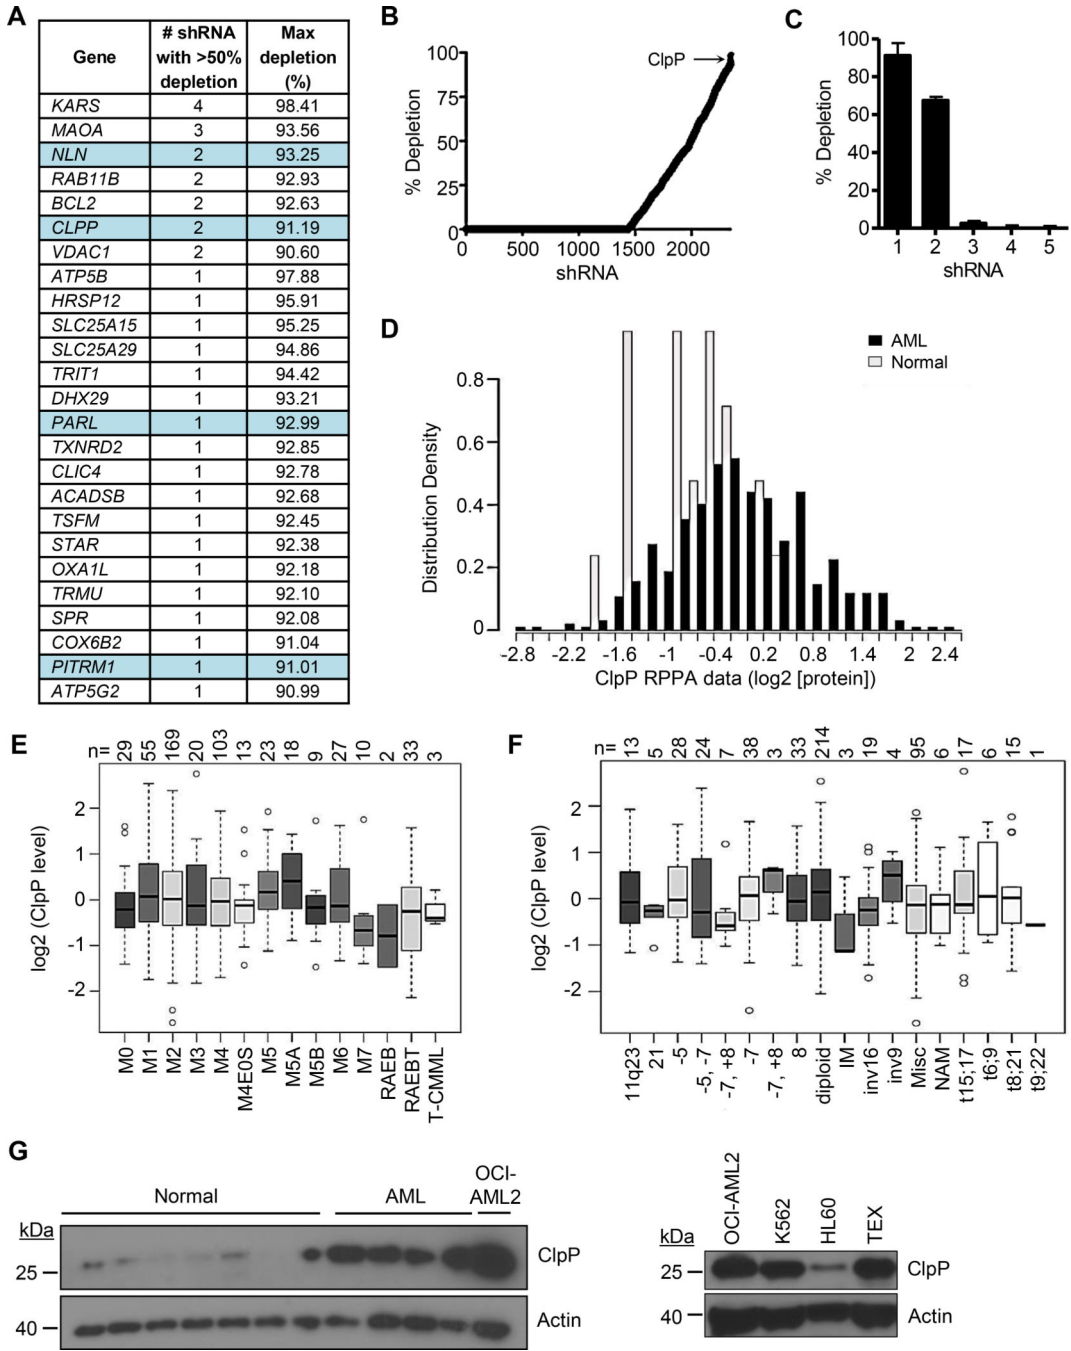 A
Gene # shRNA with >50% depletion Max depletion (%)
KARS 4 98.41
MAOA 3 93.56
NLN 2 93.25
RAB11B 2 92.93
BCL2 2 92.63
CLPP 2 91.19
VDAC1 2 90.60
ATP5B 1 97.88
HRSP12 1 95.91
SLC25A15 1 95.25
SLC25A29 1 94.86
TRIT1 1 94.42
DHX29 1 93.21
PARL 1 92.99
TXNRD2 1 92.85
CLIC4 1 92.78
ACADSB 1 92.68
TSFM 1 92.45
STAR 1 92.38
OXA1L 1 92.18
TRMU 1 92.10
SPR 1 92.08
COX6B2 1 91.04
PITRM1 1 91.01
ATP5G2 1 90.99
B
% Depletion
100
75
50
25
0
ClpP
0 500 1000 1500 2000
shRNA
C
% Depletion
100
80
60
40
20
0
1 2 3 4 5
shRNA
D
AML
Normal
Distribution Density
0.8
0.6
0.4
0.2
0
-2.8 -2.2 -1.6 -1 -0.4 0.2 0.8 1.4 2 2.4
ClpP RPPA data (log2 [protein])
E
n= 29 55 169 20 103 13 23 18 9 27 10 2 33 3
log2 (ClpP level)
2
1
0
-1
-2
M0 M1 M2 M3 M4 M4E0S M5 M5A M5B M6 M7 RAEB RAEBT T-CMML
F
n= 13 5 28 24 7 38 3 33 214 3 19 4 95 6 17 6 15 1
log2 (ClpP level)
2
1
0
-1
-2
11q23 21 -5 -5, -7 -7, +8 -7 -7, +8 8 diploid IM inv16 inv9 Misc NAM t15;17 t6;9 t8;21 t9;22
G
Normal AML OCI-AML2
kDa
25 ClpP
40 Actin
OCI-AML2 K562 HL60 TEX
kDa
25 ClpP
40 Actin